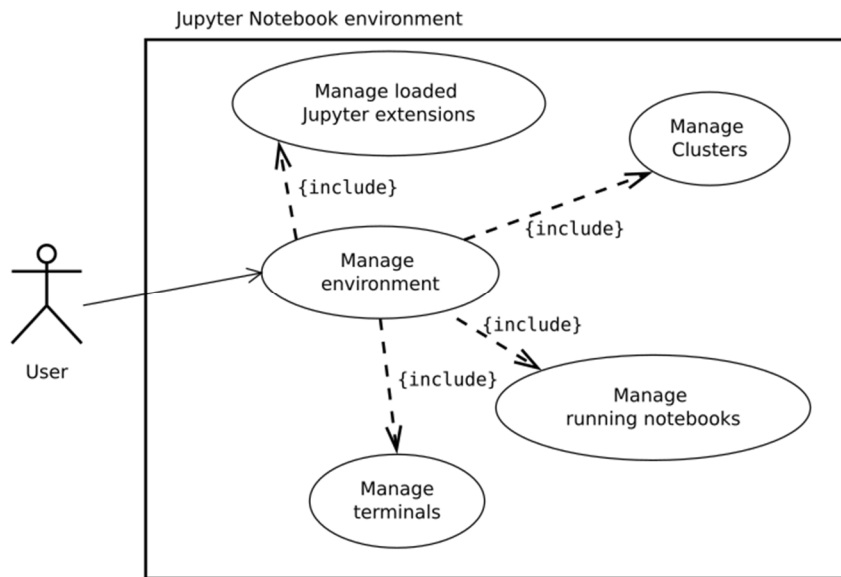 Jupyter Notebook environment
Manage loaded
Jupyter extensions
Manage
Clusters
{include}
{include}
Manage
environment
{include}
User
{include}
Manage
running notebooks
Manage
terminals